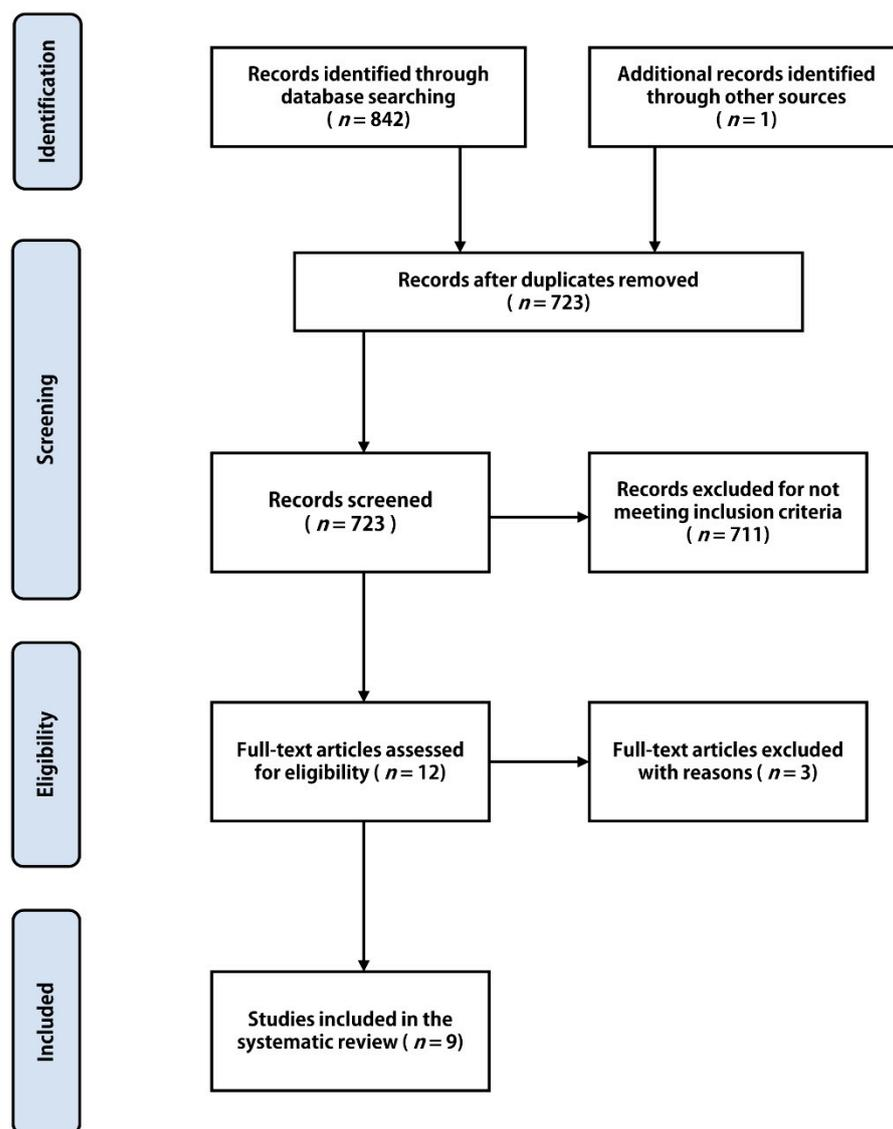 Identification
Records identified through
database searching
( n = 842)
Additional records identified
through other sources
( n = 1)
Screening
Records after duplicates removed
( n = 723)
Records screened
( n = 723 )
Records excluded for not
meeting inclusion criteria
( n = 711)
Eligibility
Full-text articles assessed
for eligibility ( n = 12)
Full-text articles excluded
with reasons ( n = 3)
Included
Studies included in the
systematic review ( n = 9)